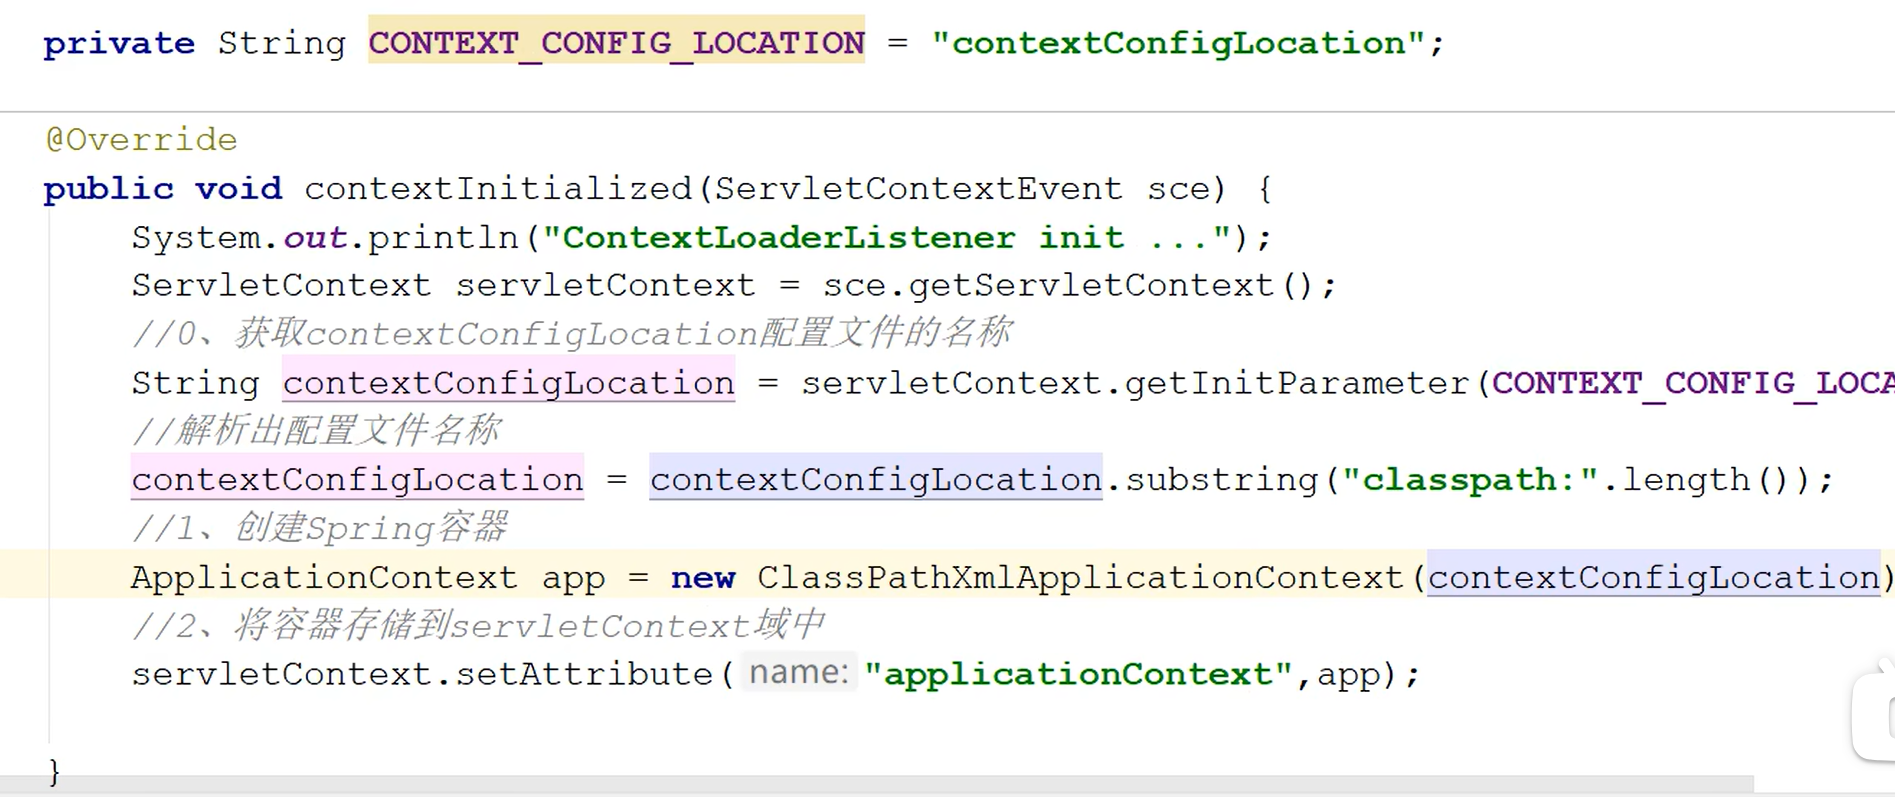 private String CONTEXT_CONFIG_LOCATION = "contextConfigLocation";
@Override
public void contextInitialized(ServletContextEvent sce) {
System.out.println("ContextLoaderListener init ...");
ServletContext servletContext = sce.getServletContext();
//0、获取contextConfigLocation配置文件的名称
String contextConfigLocation = servletContext.getInitParameter(CONTEXT_CONFIG_LOCA
//解析出配置文件名称
contextConfigLocation = contextConfigLocation.substring("classpath:".length());
//1、创建Spring容器
ApplicationContext app = new ClassPathXmlApplicationContext(contextConfigLocation)
//2、将容器存储到servletContext域中
servletContext.setAttribute( name: "applicationContext",app);
}